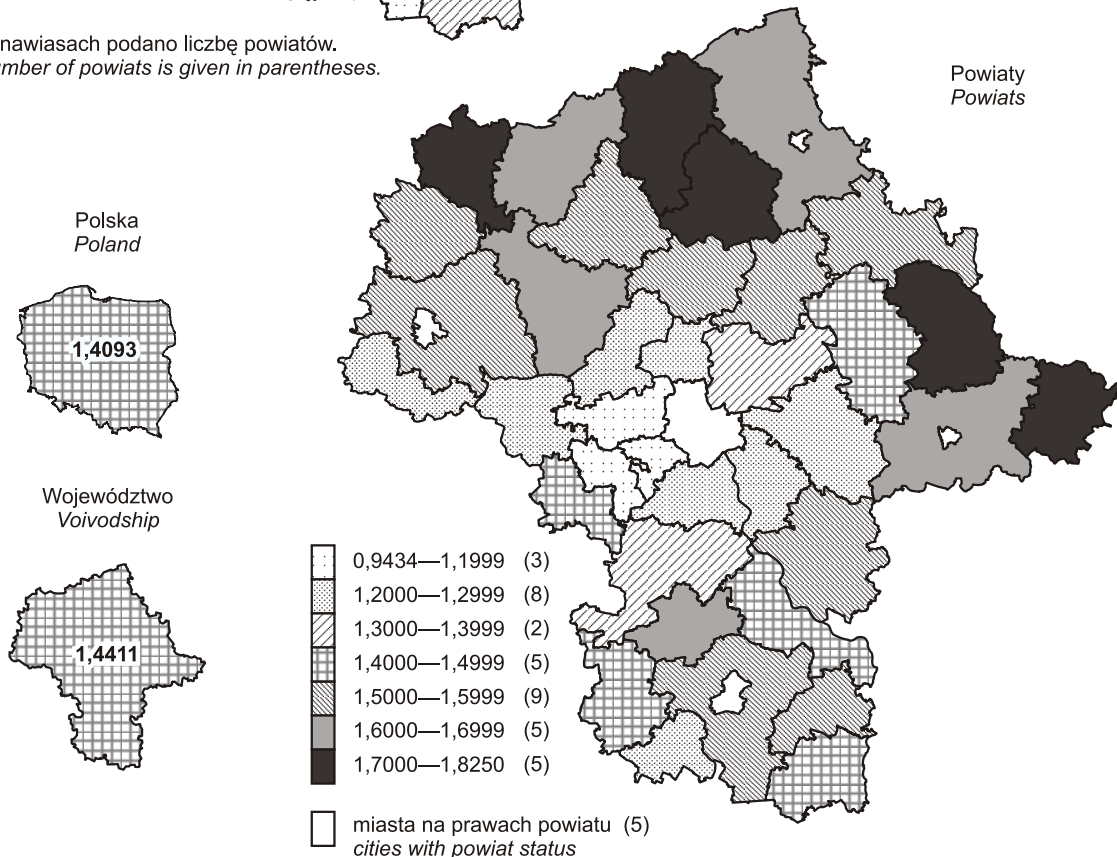 nawiasach podano liczbę powiatów.
mber of powiats is given in parentheses.
Powiaty
Powiats
Polska
Poland
1,4093
Województwo
Voivodship
1,4411
0,9434—1,1999 (3)
1,2000—1,2999 (8)
1,3000—1,3999 (2)
1,4000—1,4999 (5)
1,5000—1,5999 (9)
1,6000—1,6999 (5)
1,7000—1,8250 (5)
miasta na prawach powiatu (5)
cities with powiat status